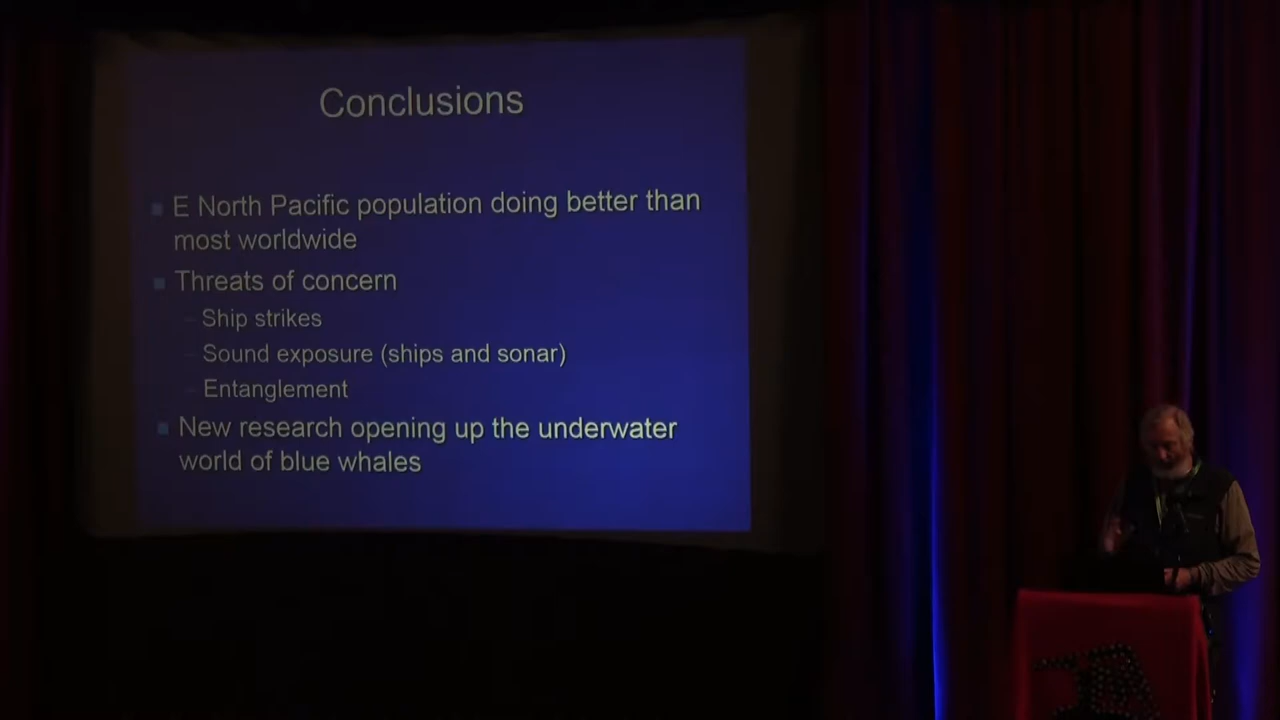 Conclusions
E North Pacific population doing better than
most worldwide
Threats of concern
– Ship strikes
– Sound exposure (ships and sonar)
– Entanglement
New research opening up the underwater
world of blue whales